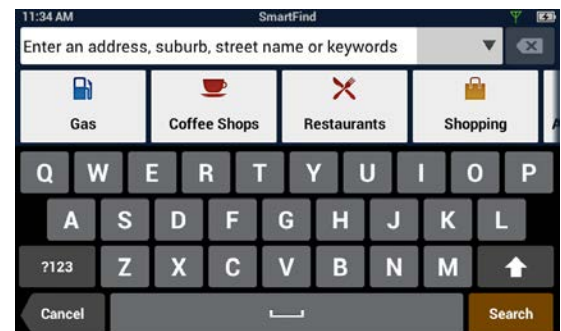 11:34 AM SmartFind
Enter an address, suburb, street name or keywords
Gas Coffee Shops Restaurants Shopping
Q W E R T Y U I O P
A S D F G H J K L
?123 Z X C V B N M
Cancel Search